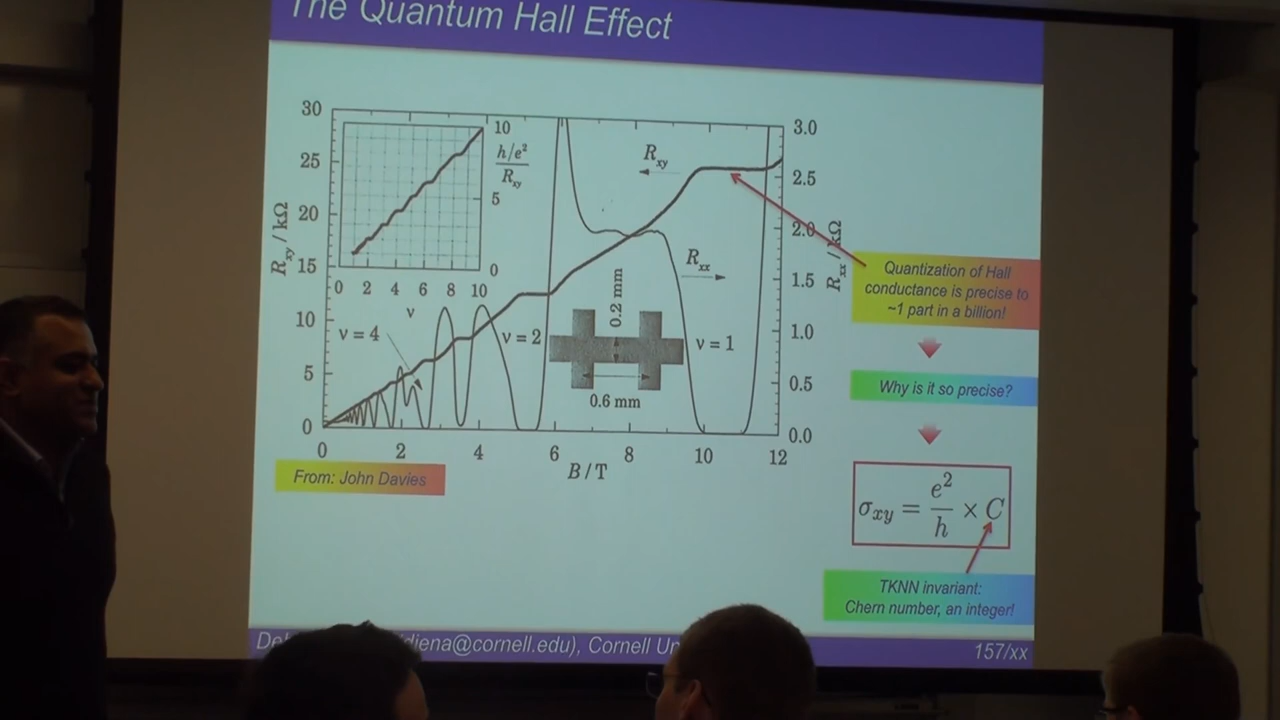 The Quantum Hall Effect
30
25
20
15
10
5
0
R_xy / kΩ
10
h/e²
R_xy
5
0
0 2 4 6 8 10
ν
R_xy
R_xx
ν = 4
ν = 2
ν = 1
0.2 mm
0.6 mm
3.0
2.5
2.0
1.5
1.0
0.5
0.0
R_xx / kΩ
0 2 4 6 8 10 12
B / T
From: John Davies
Quantization of Hall
conductance is precise to
~1 part in a billion!
Why is it so precise?
σ_xy = e²/h × C
TKNN invariant:
Chern number, an integer!
diena@cornell.edu), Cornell
157/xx